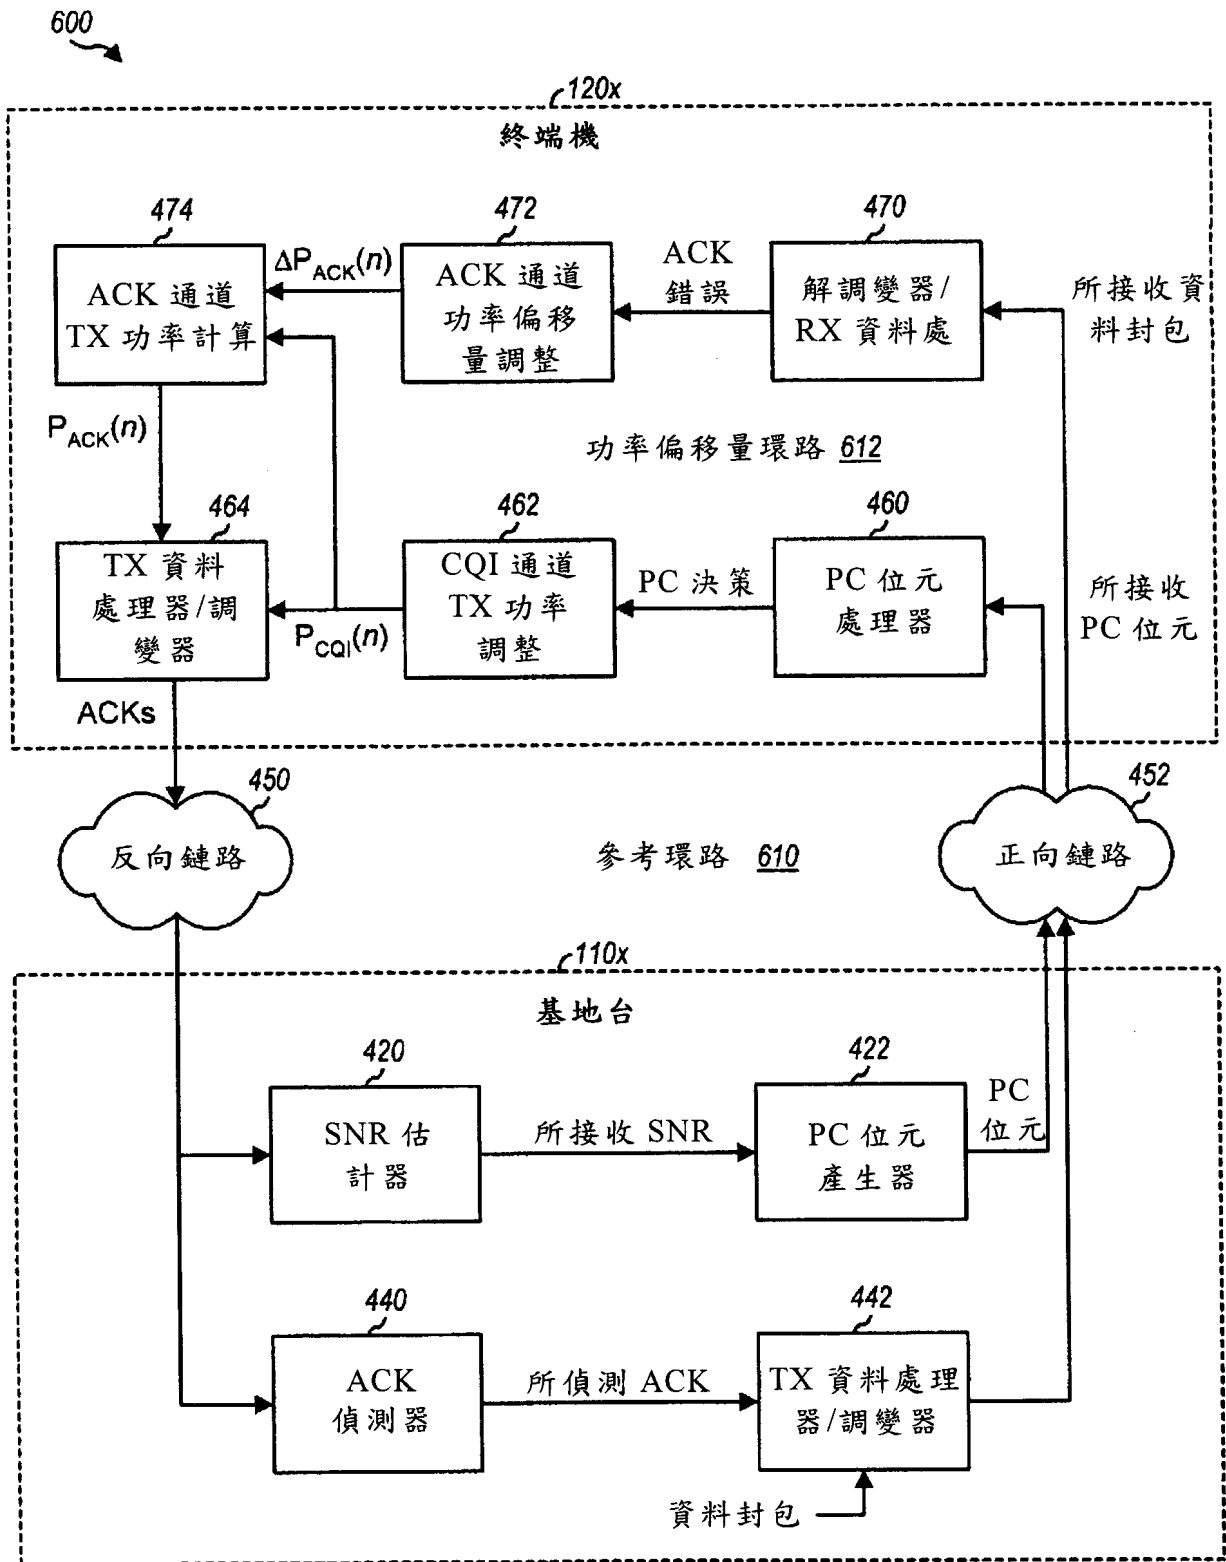 600
120x
終端機
474
ACK 通道
TX 功率計算
ΔP_ACK(n)
472
ACK 通道
功率偏移
量調整
ACK
錯誤
470
解調變器/
RX 資料處
所接收資
料封包
P_ACK(n)
功率偏移量環路 612
464
TX 資料
處理器/調
變器
P_CQI(n)
462
CQI 通道
TX 功率
調整
PC 決策
460
PC 位元
處理器
所接收
PC 位元
ACKs
450
反向鏈路
參考環路 610
452
正向鏈路
110x
基地台
420
SNR 估
計器
所接收 SNR
422
PC 位元
產生器
PC
位元
440
ACK
偵測器
所偵測 ACK
442
TX 資料處理
器/調變器
資料封包